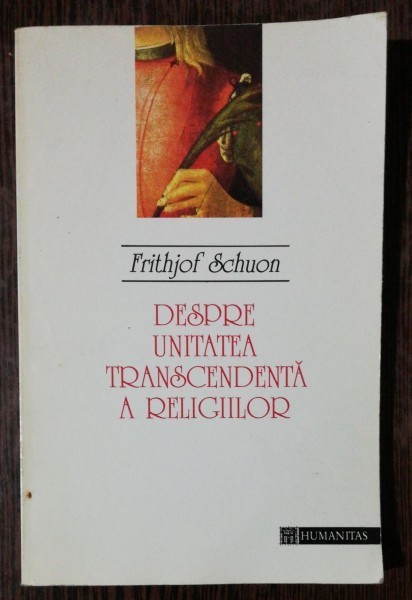 Frithjof Schuon
DESPRE
UNITATEA
TRANSCENDENTĂ
A RELIGIILOR
HUMANITAS